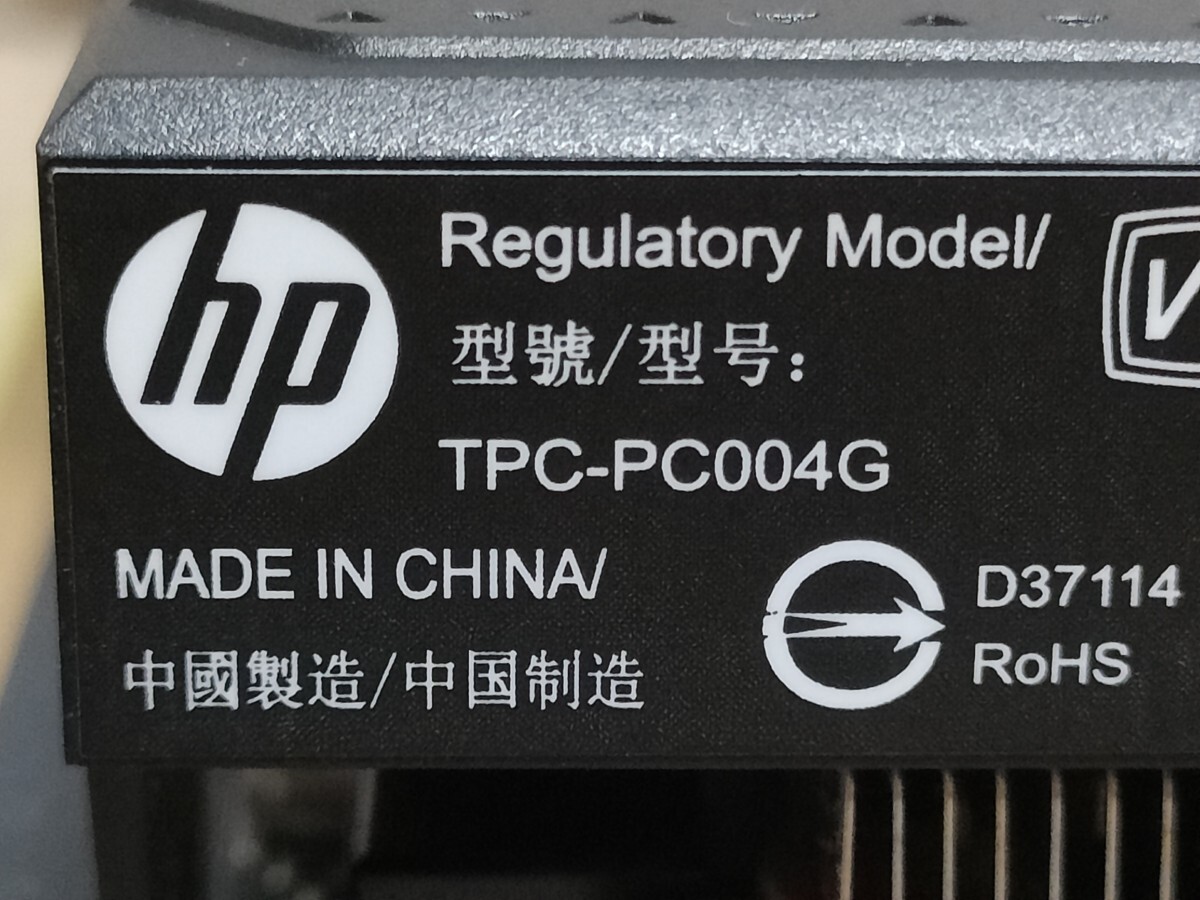 hp
Regulatory Model/
型號/型号:
TPC-PC004G
MADE IN CHINA/
中國製造/中国制造
D37114
RoHS